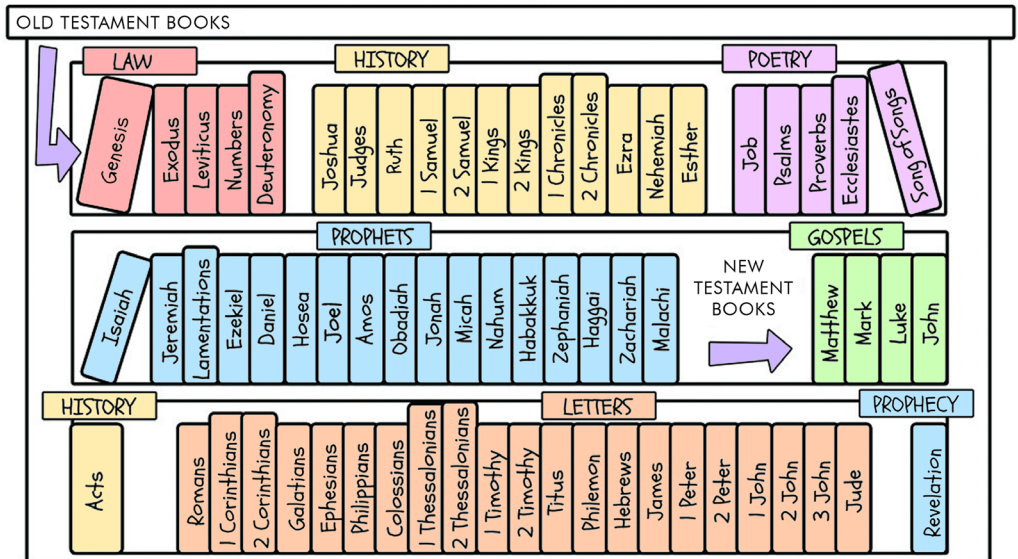 OLD TESTAMENT BOOKS
LAW
HISTORY
POETRY
Genesis
Exodus
Leviticus
Numbers
Deuteronomy
Joshua
Judges
Ruth
1 Samuel
2 Samuel
1 Kings
2 Kings
1 Chronicles
2 Chronicles
Ezra
Nehemiah
Esther
Job
Psalms
Proverbs
Ecclesiastes
Song of Songs
PROPHETS
GOSPELS
Isaiah
Jeremiah
Lamentations
Ezekiel
Daniel
Hosea
Joel
Amos
Obadiah
Jonah
Micah
Nahum
Habakkuk
Zephaniah
Haggai
Zachariah
Malachi
NEW
TESTAMENT
BOOKS
Matthew
Mark
Luke
John
HISTORY
LETTERS
PROPHECY
Acts
Romans
1 Corinthians
2 Corinthians
Galatians
Ephesians
Philippians
Colossians
1 Thessalonians
2 Thessalonians
1 Timothy
2 Timothy
Titus
Philemon
Hebrews
James
1 Peter
2 Peter
1 John
2 John
3 John
Jude
Revelation